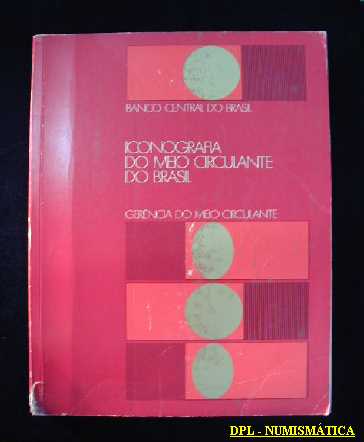 BANCO CENTRAL DO BRASIL
ICONOGRAFIA
DO MEIO CIRCULANTE
DO BRASIL
GERÊNCIA DO MEIO CIRCULANTE
DPL - NUMISMÁTICA